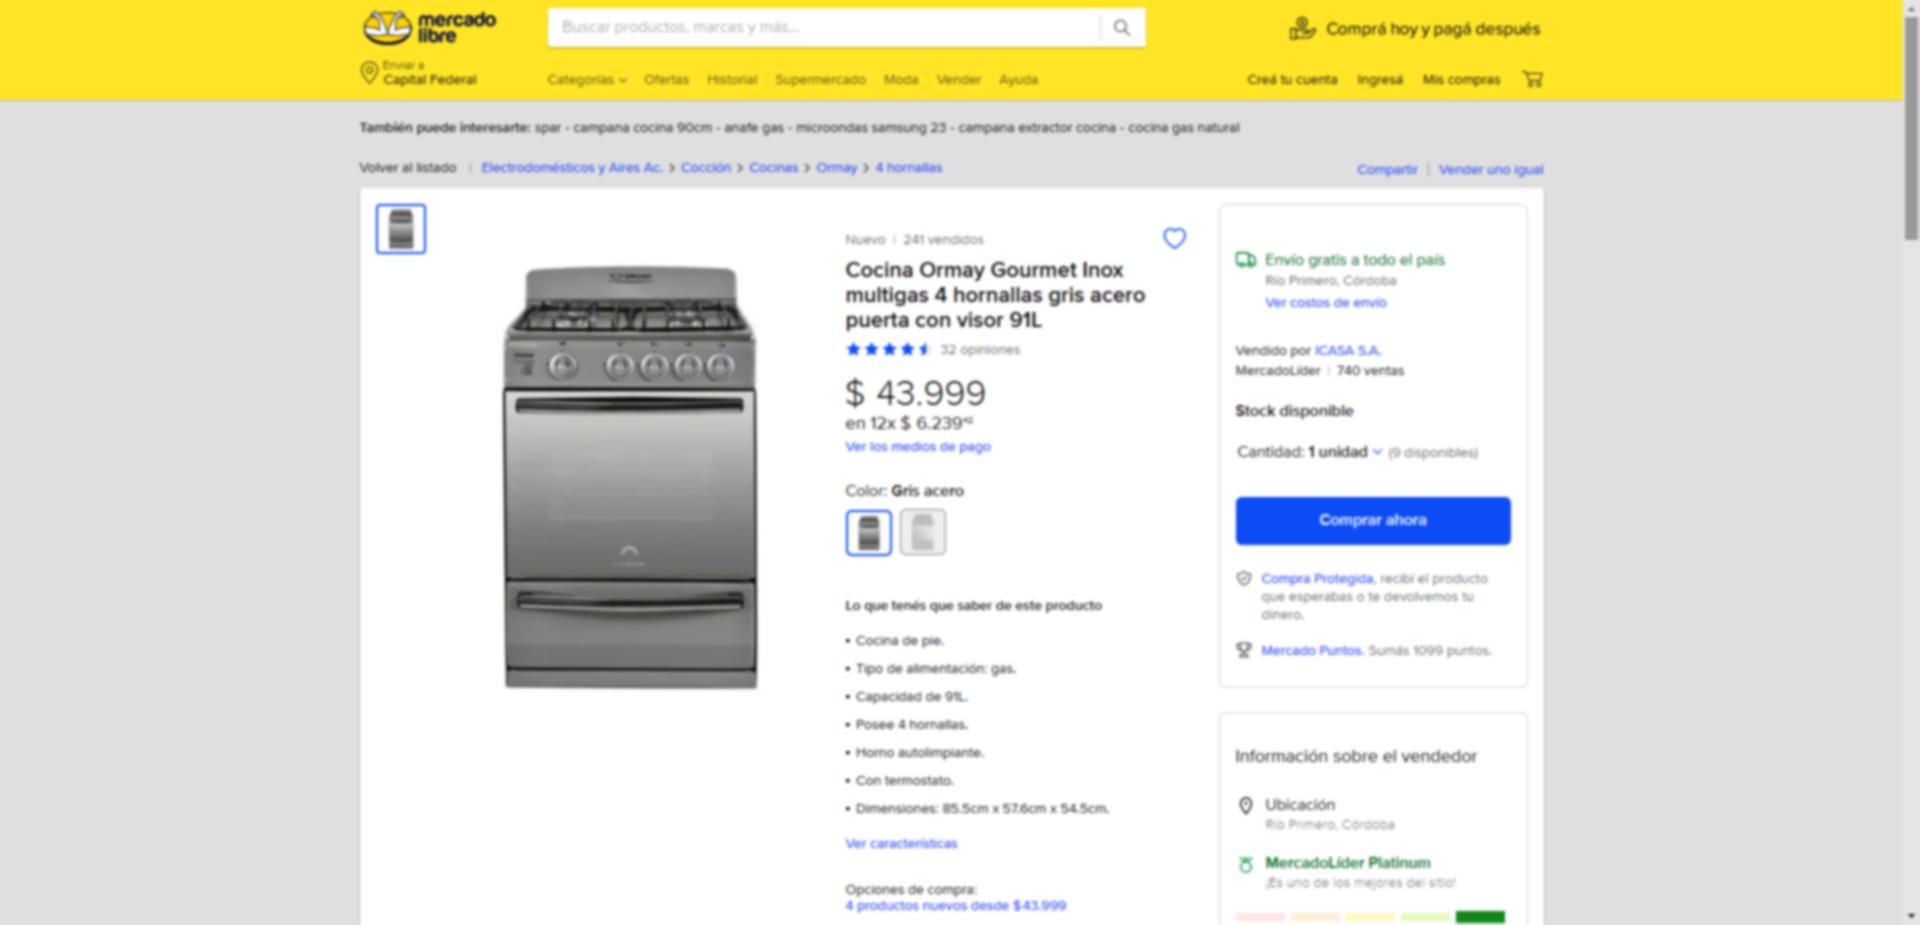 mercado
libre
Buscar productos, marcas y más...
Comprá hoy y pagá después
Enviar a
Capital Federal
Categorías Ofertas Historial Supermercado Moda Vender Ayuda
Creá tu cuenta Ingresá Mis compras
También puede interesarte: spar - campana cocina 90cm - anafe gas - microondas samsung 23 - campana extractor cocina - cocina gas natural
Volver al listado | Electrodomésticos y Aires Ac. > Cocción > Cocinas > Ormay > 4 hornallas
Compartir | Vender uno igual
Nuevo | 241 vendidos
Cocina Ormay Gourmet Inox
multigas 4 hornallas gris acero
puerta con visor 91L
32 opiniones
$ 43.999
en 12x $ 6.239
Ver los medios de pago
Color: Gris acero
Lo que tenés que saber de este producto
• Cocina de pie.
• Tipo de alimentación: gas.
• Capacidad de 91L.
• Posee 4 hornallas.
• Horno autolimpiante.
• Con termostato.
• Dimensiones: 85.5cm x 57.6cm x 54.5cm.
Ver características
Opciones de compra:
4 productos nuevos desde $43.999
Envío gratis a todo el país
Río Primero, Córdoba
Ver costos de envío
Vendido por ICASA S.A.
MercadoLíder | 740 ventas
Stock disponible
Cantidad: 1 unidad (9 disponibles)
Comprar ahora
Compra Protegida, recibí el producto
que esperabas o te devolvemos tu
dinero.
Mercado Puntos. Sumás 1099 puntos.
Información sobre el vendedor
Ubicación
Río Primero, Córdoba
MercadoLíder Platinum
¡Es uno de los mejores del sitio!